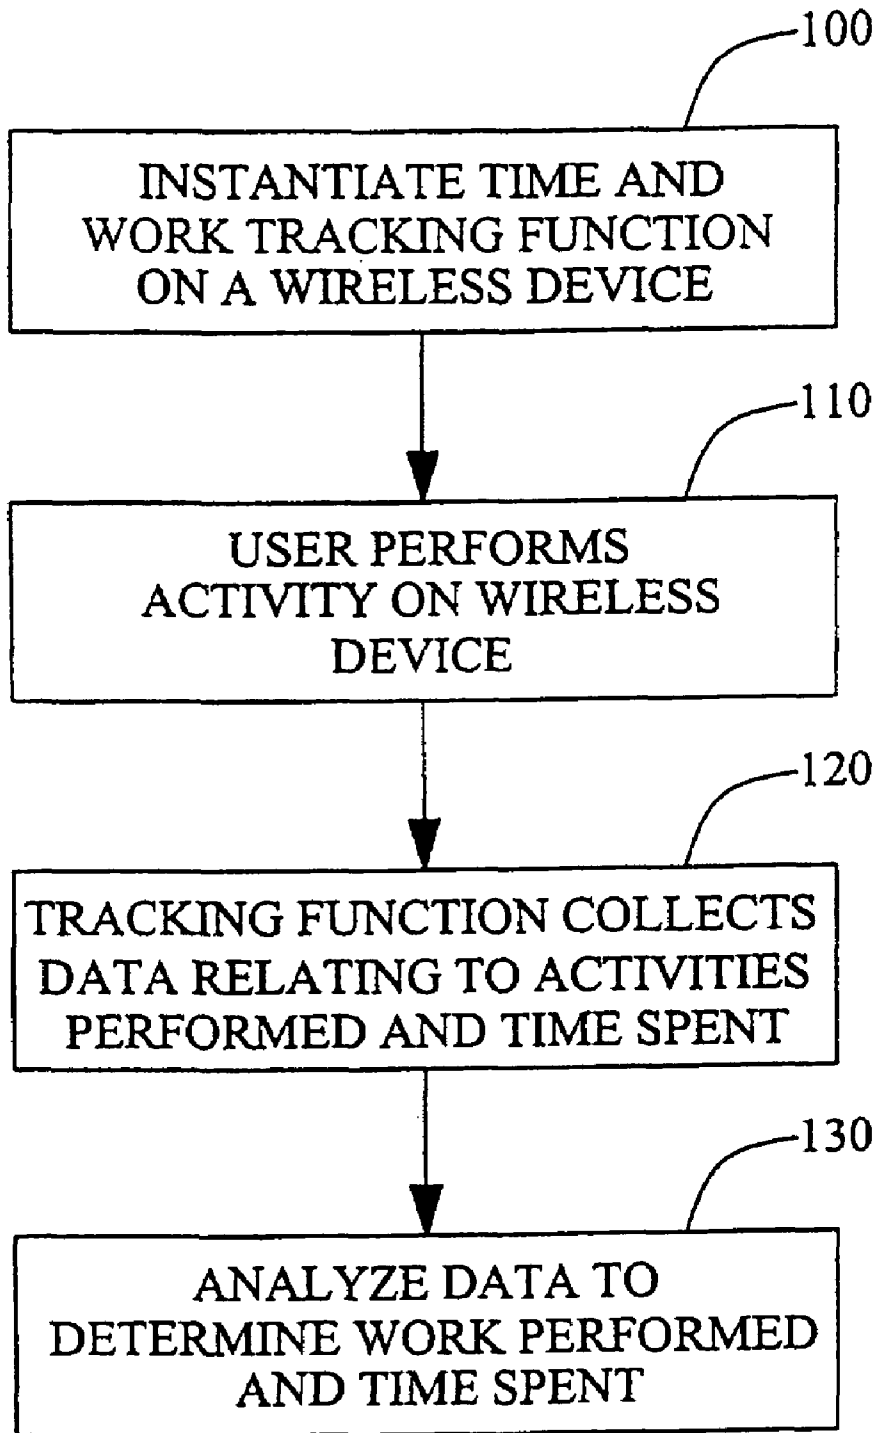 100
INSTANTIATE TIME AND
WORK TRACKING FUNCTION
ON A WIRELESS DEVICE
110
USER PERFORMS
ACTIVITY ON WIRELESS
DEVICE
120
TRACKING FUNCTION COLLECTS
DATA RELATING TO ACTIVITIES
PERFORMED AND TIME SPENT
130
ANALYZE DATA TO
DETERMINE WORK PERFORMED
AND TIME SPENT